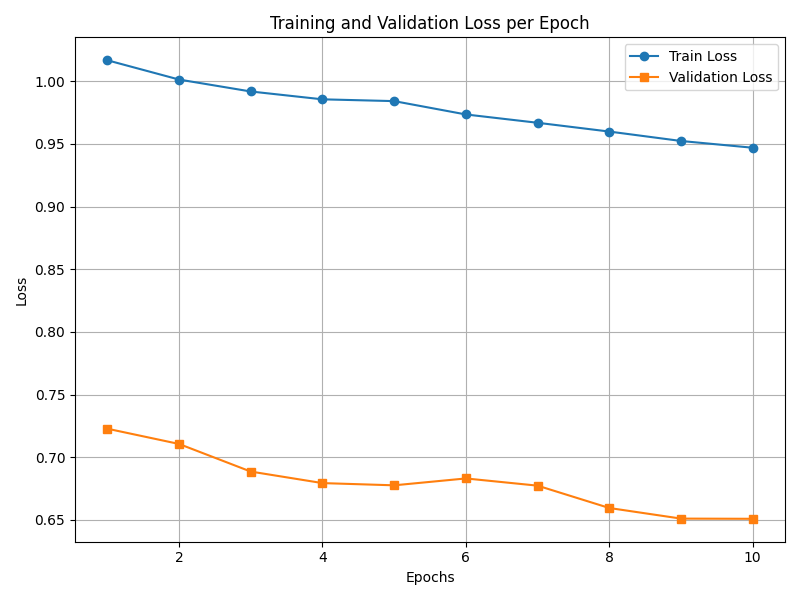 Training and Validation Loss per Epoch
Train Loss
Validation Loss
1.00
0.95
0.90
0.85
0.80
0.75
0.70
0.65
Loss
2 4 6 8 10
Epochs